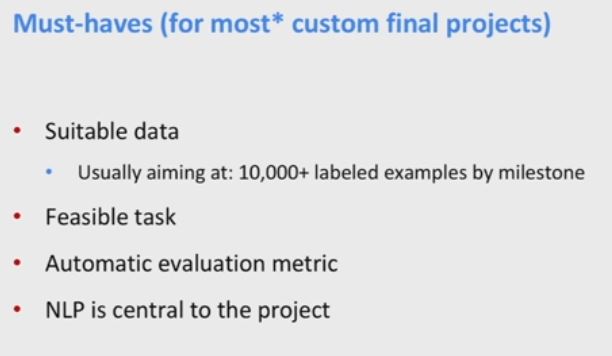 Must-haves (for most* custom final projects)
• Suitable data
• Usually aiming at: 10,000+ labeled examples by milestone
• Feasible task
• Automatic evaluation metric
• NLP is central to the project